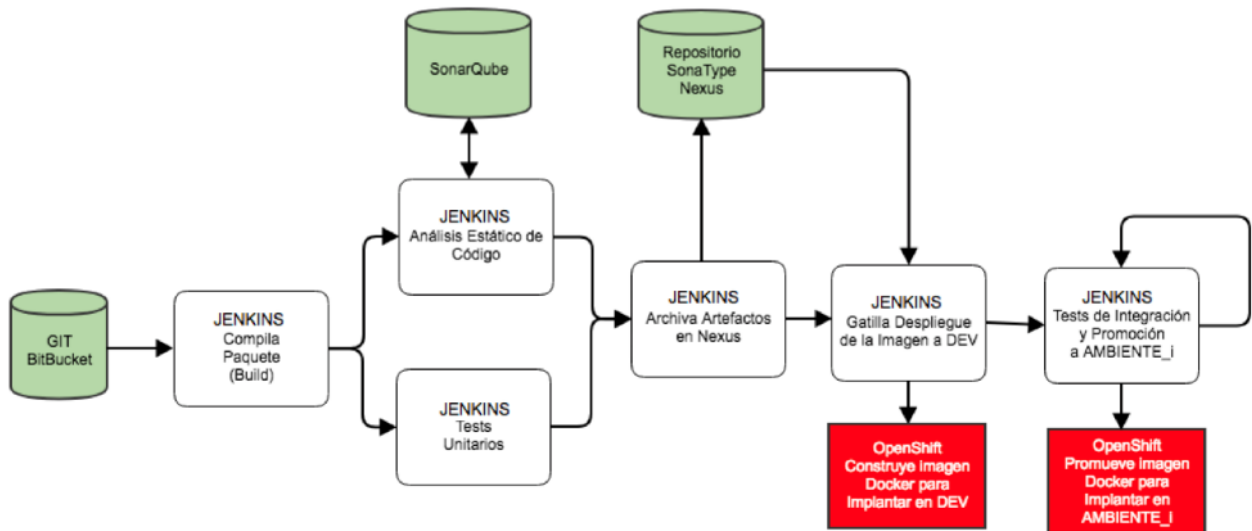 SonarQube
Repositorio
SonaType
Nexus
JENKINS
Análisis Estático de
Código
GIT
BitBucket
JENKINS
Compila
Paquete
(Build)
JENKINS
Tests
Unitarios
JENKINS
Archiva Artefactos
en Nexus
JENKINS
Gatilla Despliegue
de la Imagen a DEV
JENKINS
Tests de Integración
y Promoción
a AMBIENTE_i
OpenShift
Construye imagen
Docker para
Implantar en DEV
OpenShift
Promueve imagen
Docker para
Implantar en
AMBIENTE_i